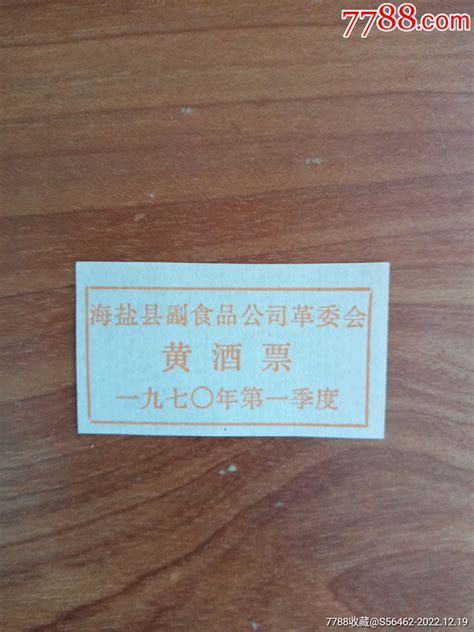 7788.com
海盐县副食品公司革委会
黄酒票
一九七〇年第一季度
7788收藏@S56462-2022.12.19